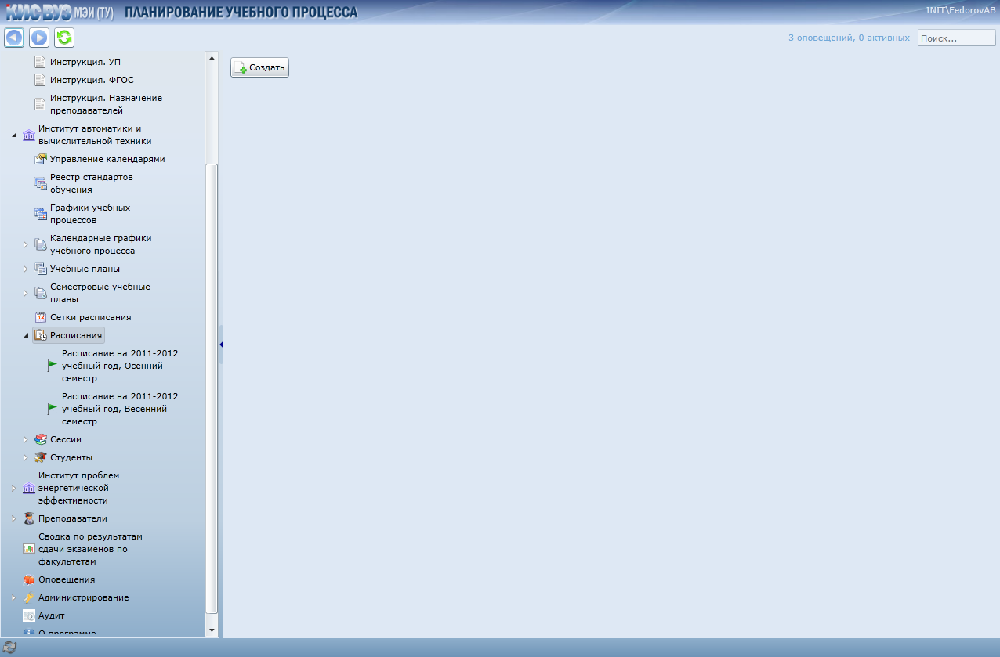 КИС ВУЗ МЭИ (ТУ) ПЛАНИРОВАНИЕ УЧЕБНОГО ПРОЦЕССА
INIT\FedorovAB
3 оповещений, 0 активных
Поиск...
Инструкция. УП
Инструкция. ФГОС
Инструкция. Назначение
преподавателей
Институт автоматики и
вычислительной техники
Управление календарями
Реестр стандартов
обучения
Графики учебных
процессов
Календарные графики
учебного процесса
Учебные планы
Семестровые учебные
планы
12
Сетки расписания
Расписания
Расписание на 2011-2012
учебный год, Осенний
семестр
Расписание на 2011-2012
учебный год, Весенний
семестр
Сессии
Студенты
Институт проблем
энергетической
эффективности
Преподаватели
Сводка по результатам
сдачи экзаменов по
факультетам
Оповещения
Администрирование
Аудит
О программе
Создать